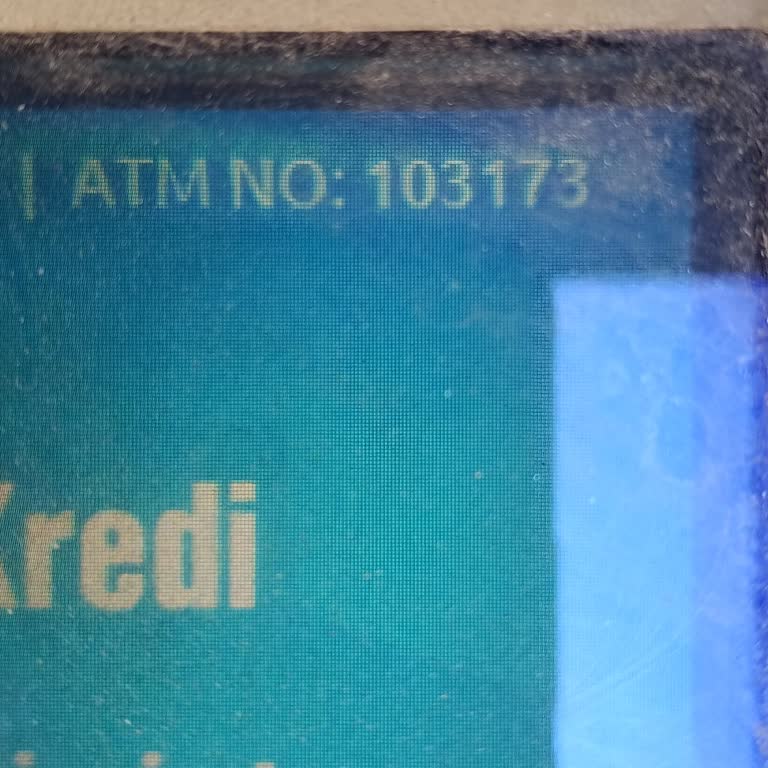 | ATM NO: 103173
Kredi